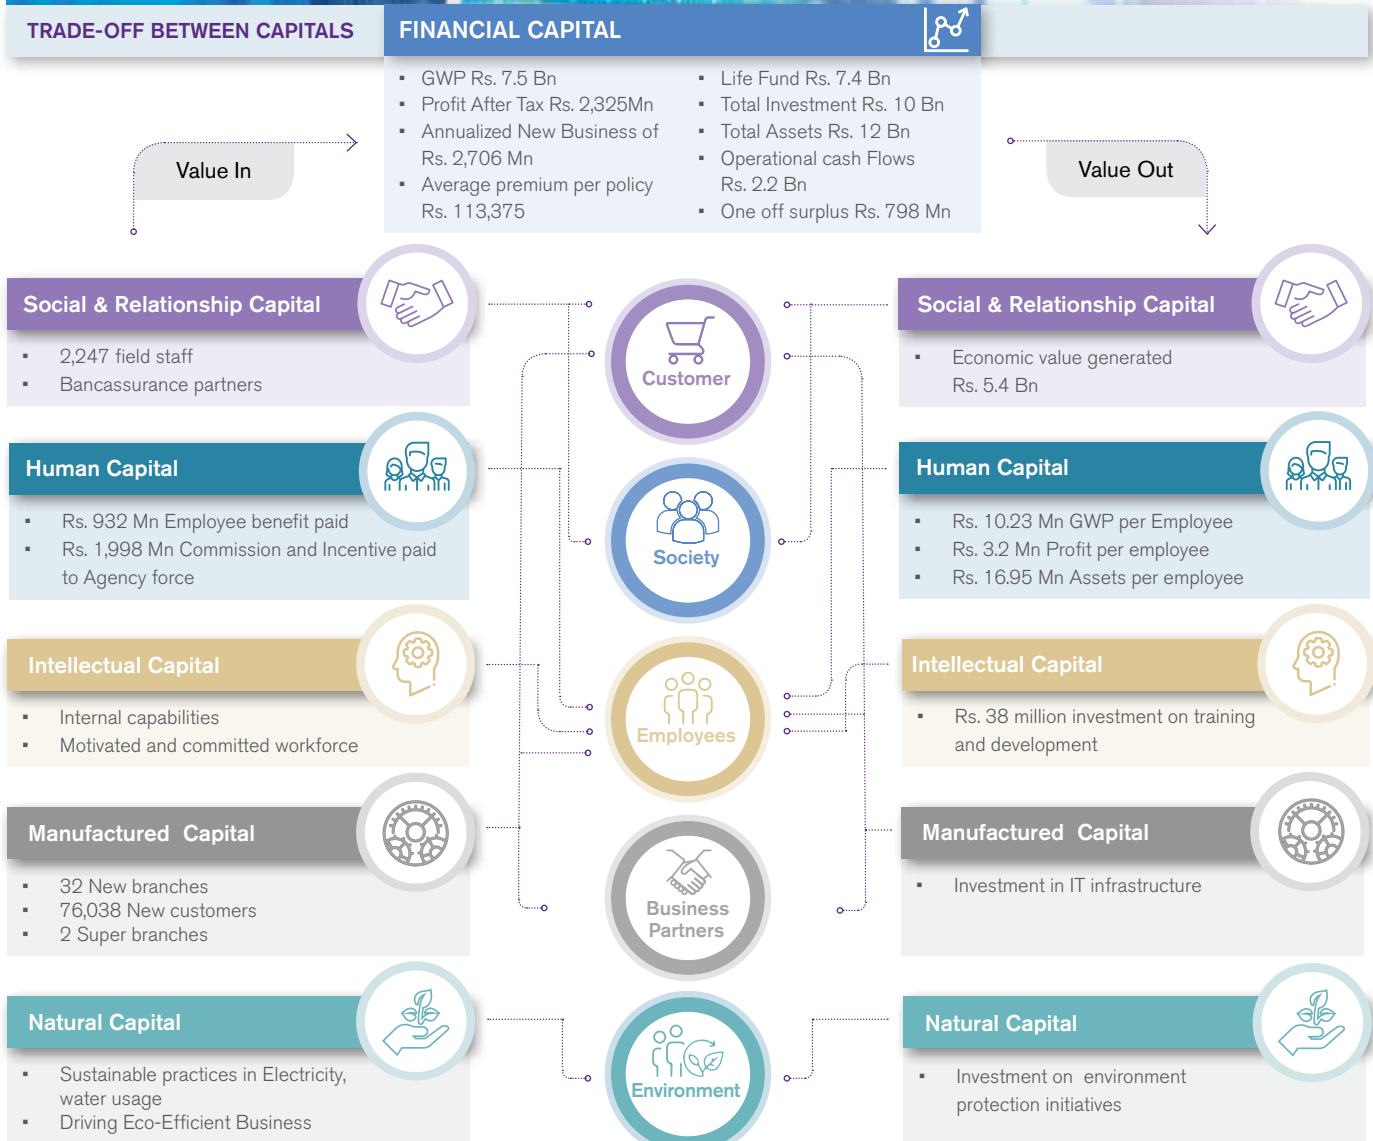 TRADE-OFF BETWEEN CAPITALS
FINANCIAL CAPITAL
▪ GWP Rs. 7.5 Bn
▪ Profit After Tax Rs. 2,325Mn
▪ Annualized New Business of
Rs. 2,706 Mn
▪ Average premium per policy
Rs. 113,375
▪ Life Fund Rs. 7.4 Bn
▪ Total Investment Rs. 10 Bn
▪ Total Assets Rs. 12 Bn
▪ Operational cash Flows
Rs. 2.2 Bn
▪ One off surplus Rs. 798 Mn
Value In
Value Out
Social & Relationship Capital
▪ 2,247 field staff
▪ Bancassurance partners
Human Capital
▪ Rs. 932 Mn Employee benefit paid
▪ Rs. 1,998 Mn Commission and Incentive paid
to Agency force
Intellectual Capital
▪ Internal capabilities
▪ Motivated and committed workforce
Manufactured Capital
▪ 32 New branches
▪ 76,038 New customers
▪ 2 Super branches
Natural Capital
▪ Sustainable practices in Electricity,
water usage
▪ Driving Eco-Efficient Business
Customer
Society
Employees
Business
Partners
Environment
Social & Relationship Capital
▪ Economic value generated
Rs. 5.4 Bn
Human Capital
▪ Rs. 10.23 Mn GWP per Employee
▪ Rs. 3.2 Mn Profit per employee
▪ Rs. 16.95 Mn Assets per employee
Intellectual Capital
▪ Rs. 38 million investment on training
and development
Manufactured Capital
▪ Investment in IT infrastructure
Natural Capital
▪ Investment on environment
protection initiatives